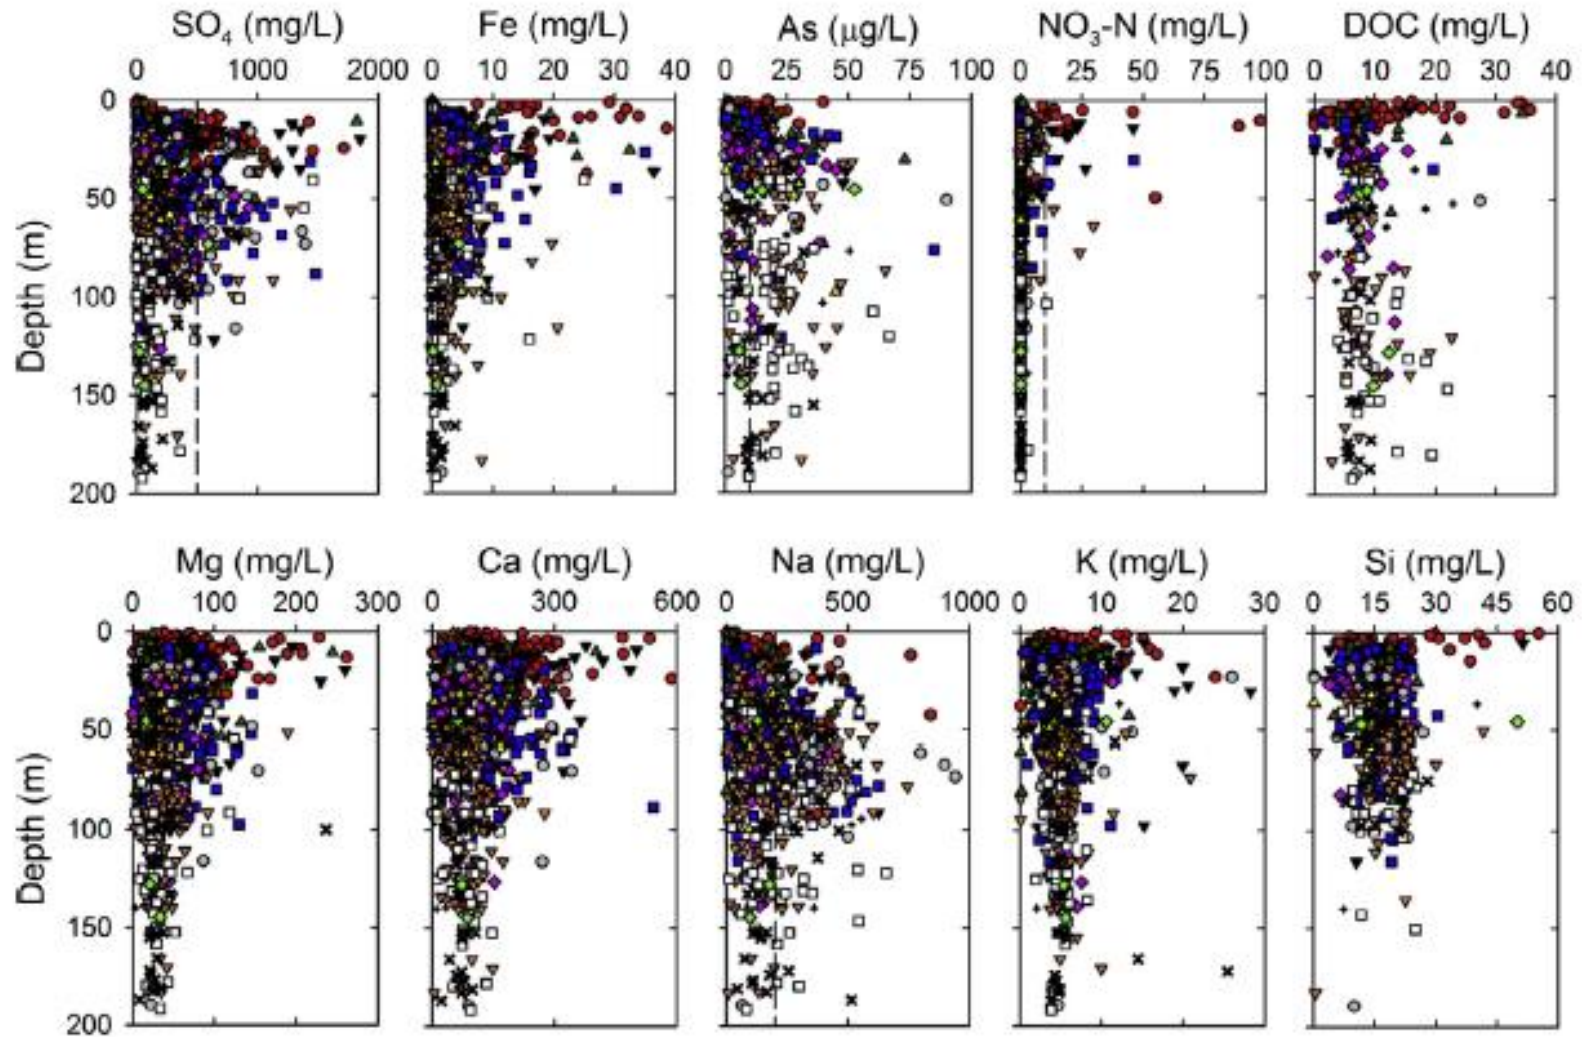 SO₄ (mg/L) Fe (mg/L) As (μg/L) NO₃-N (mg/L) DOC (mg/L)
0 1000 2000 0 10 20 30 40 0 25 50 75 100 0 25 50 75 100 0 10 20 30 40
0
50
100
150
200
Depth (m)
Mg (mg/L) Ca (mg/L) Na (mg/L) K (mg/L) Si (mg/L)
0 100 200 300 0 300 600 0 500 1000 0 10 20 30 0 15 30 45 60
0
50
100
150
200
Depth (m)